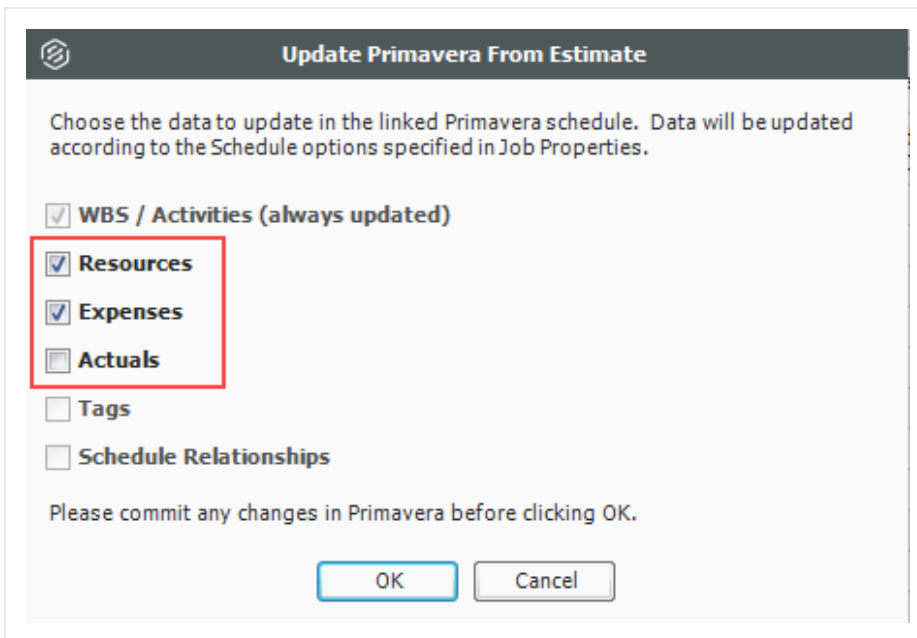 Update Primavera From Estimate
Choose the data to update in the linked Primavera schedule. Data will be updated
according to the Schedule options specified in Job Properties.
WBS / Activities (always updated)
Resources
Expenses
Actuals
Tags
Schedule Relationships
Please commit any changes in Primavera before clicking OK.
OK Cancel